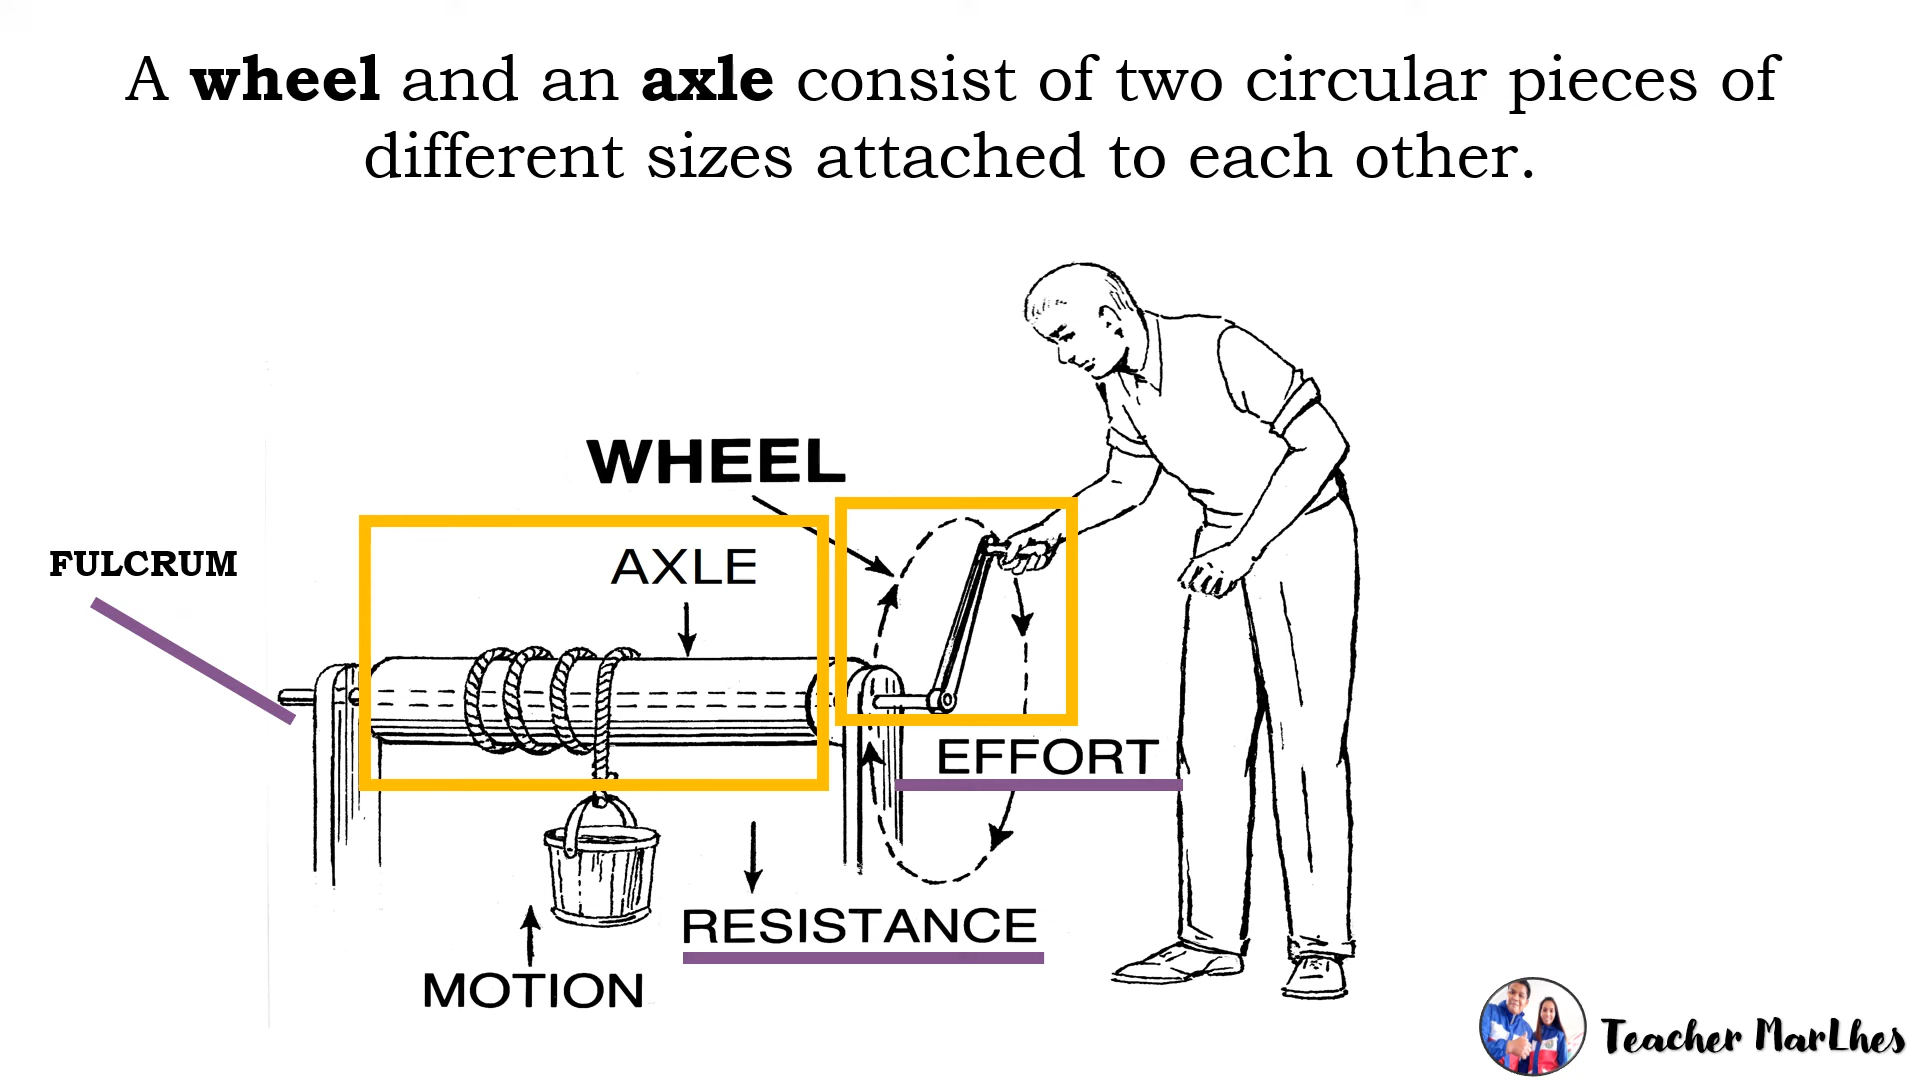 A wheel and an axle consist of two circular pieces of
different sizes attached to each other.
WHEEL
FULCRUM
AXLE
EFFORT
RESISTANCE
MOTION
Teacher MarLhes